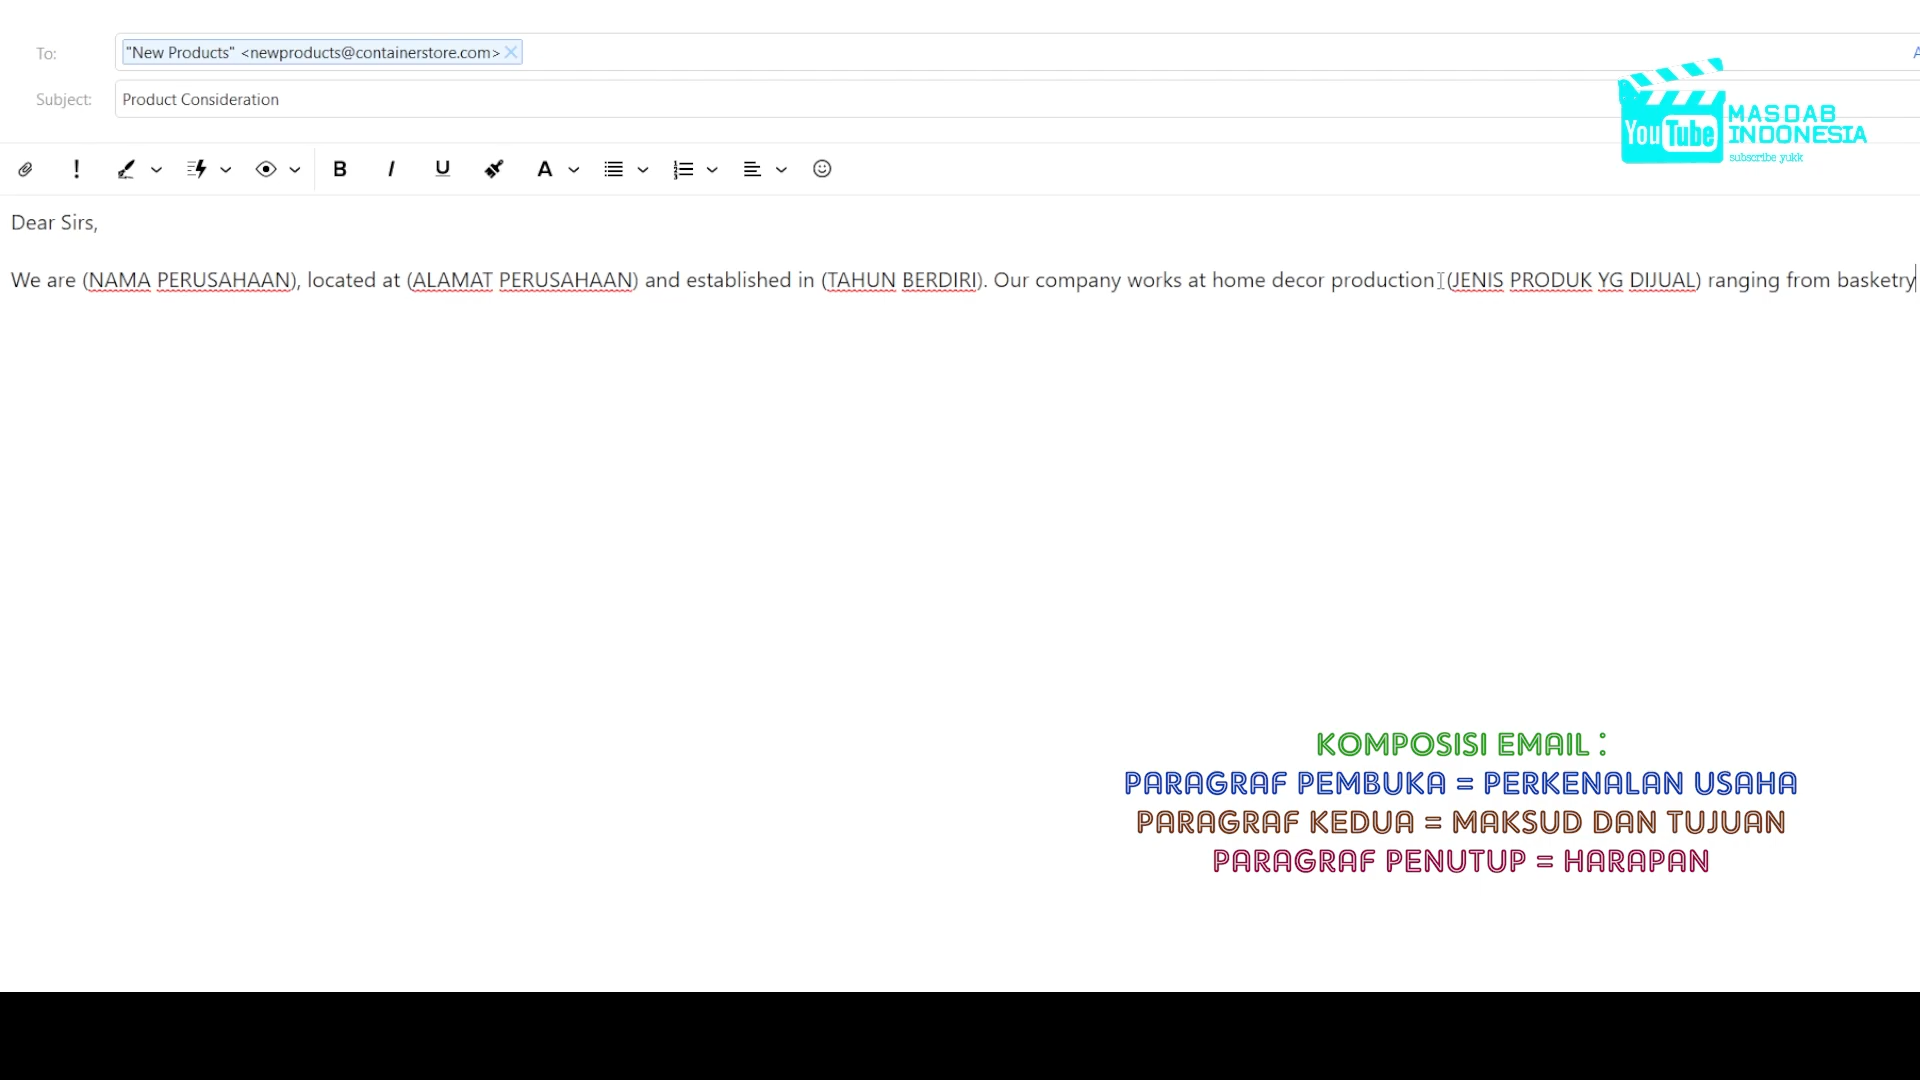 To:
"New Products" <newproducts@containerstore.com>
Subject:
Product Consideration
YouTube
MASDAB
INDONESIA
subscribe yukk
Dear Sirs,
We are (NAMA PERUSAHAAN), located at (ALAMAT PERUSAHAAN) and established in (TAHUN BERDIRI). Our company works at home decor production (JENIS PRODUK YG DIJUAL) ranging from basketry
KOMPOSISI EMAIL :
PARAGRAF PEMBUKA = PERKENALAN USAHA
PARAGRAF KEDUA = MAKSUD DAN TUJUAN
PARAGRAF PENUTUP = HARAPAN